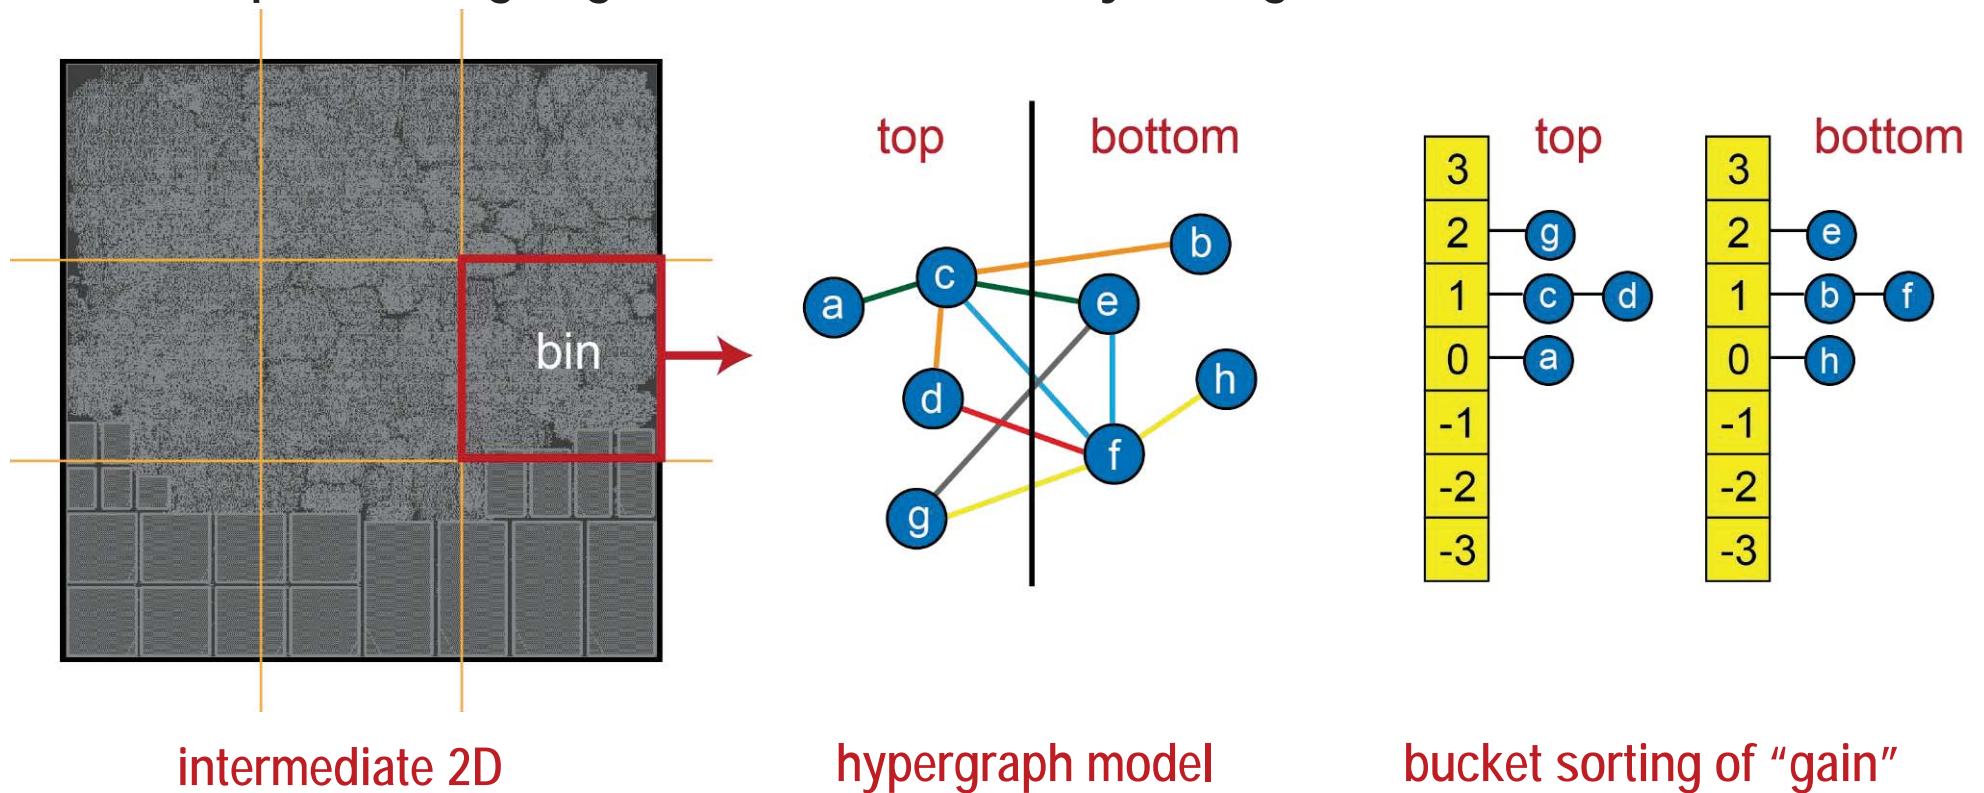 top
bottom
b
c
a
e
d
h
f
g
bin
top
bottom
3
2
1
0
-1
-2
-3
g
c
d
a
3
2
1
0
-1
-2
-3
e
b
f
h
intermediate 2D
hypergraph model
bucket sorting of “gain”